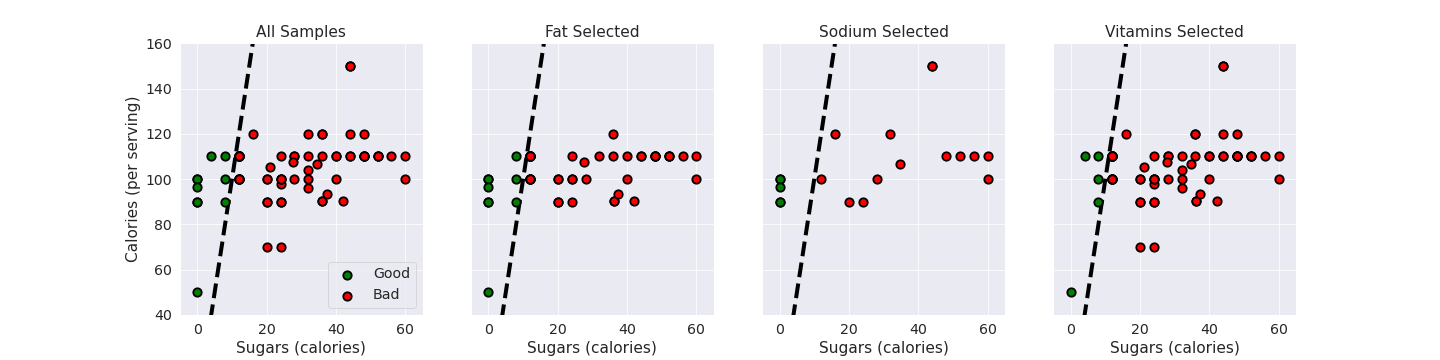 All Samples
Fat Selected
Sodium Selected
Vitamins Selected
Calories (per serving)
160
140
120
100
80
60
40
Good
Bad
0 20 40 60
0 20 40 60
0 20 40 60
0 20 40 60
Sugars (calories)
Sugars (calories)
Sugars (calories)
Sugars (calories)